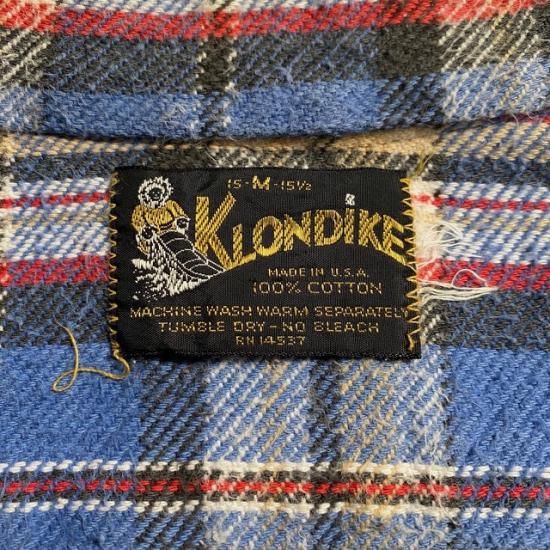 15-M-15½
KLONDIKE
MADE IN U.S.A.
100% COTTON
MACHINE WASH WARM SEPARATELY
TUMBLE DRY-NO BLEACH
RN 14537